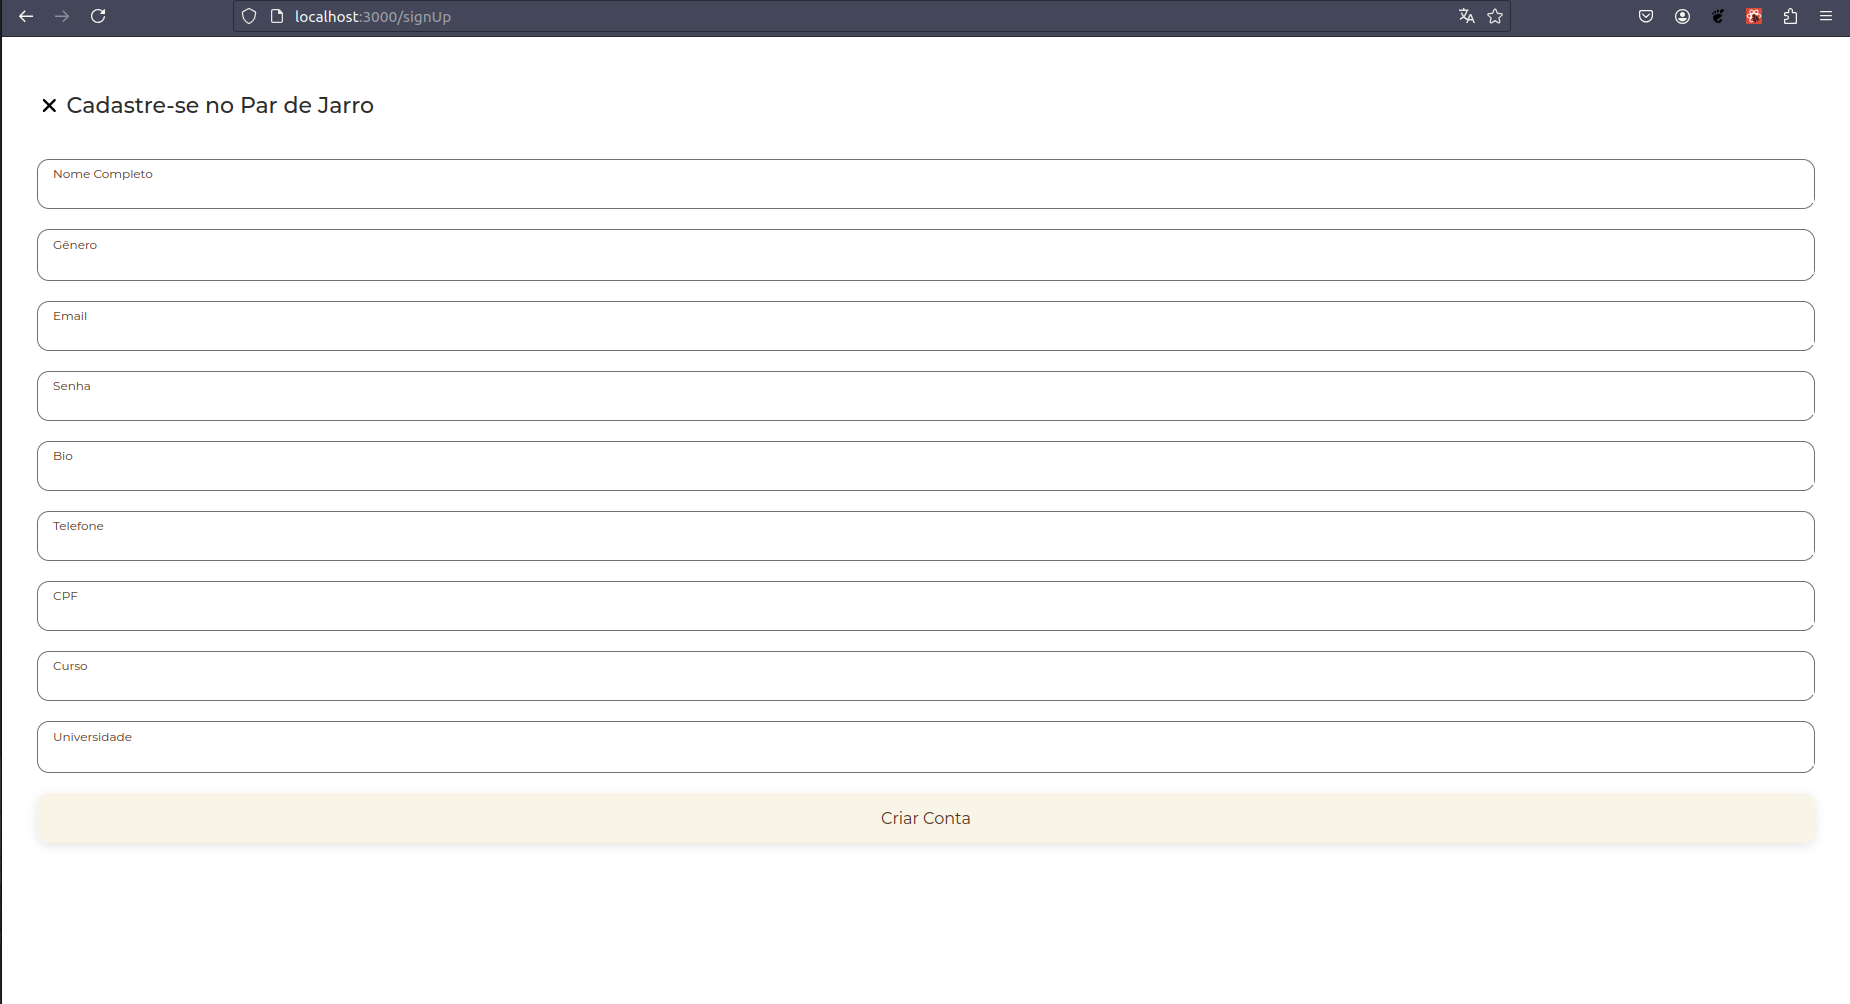 localhost:3000/signUp
Cadastre-se no Par de Jarro
Nome Completo
Gênero
Email
Senha
Bio
Telefone
CPF
Curso
Universidade
Criar Conta